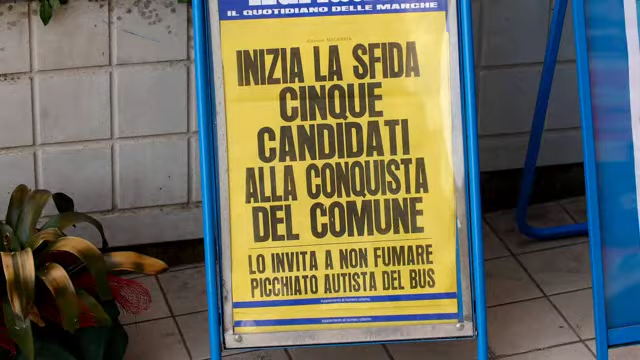 IL QUOTIDIANO DELLE MARCHE
MACERATA
INIZIA LA SFIDA
CINQUE
CANDIDATI
ALLA CONQUISTA
DEL COMUNE
LO INVITA A NON FUMARE
PICCHIATO AUTISTA DEL BUS